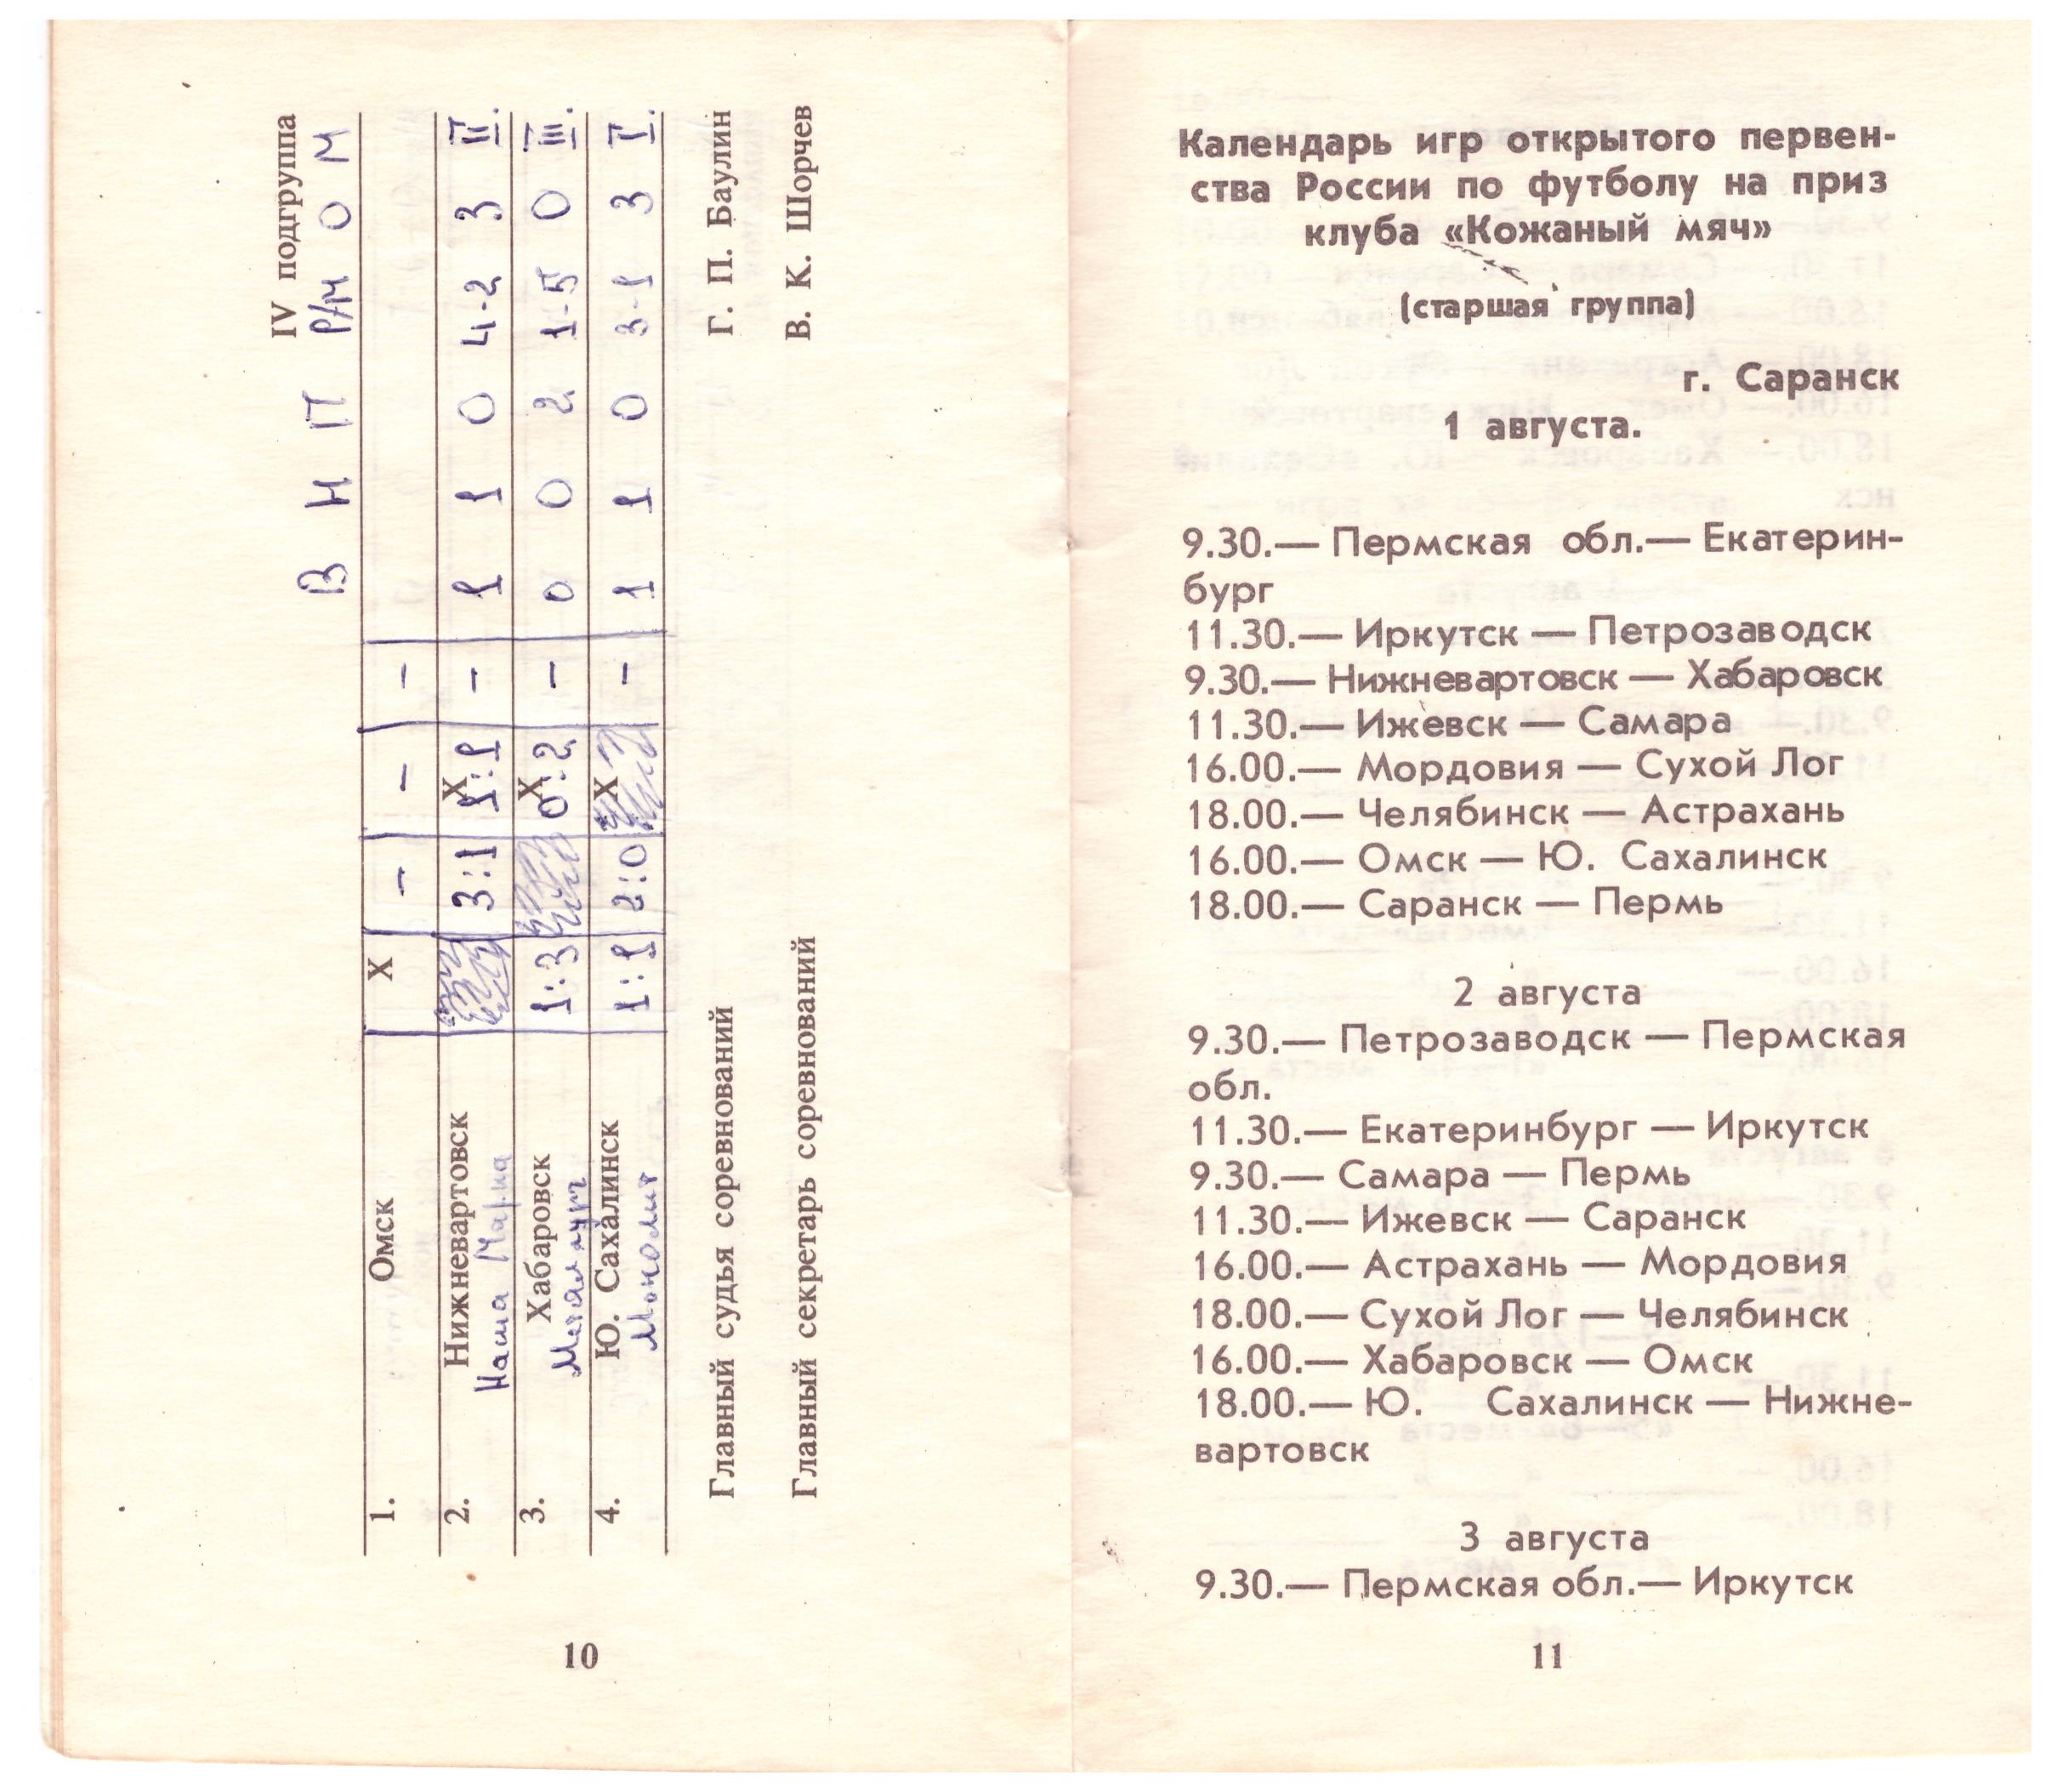 IV подгруппа
В Н П Р/М О М
1. Омск X – – –
2. Нижневартовск 3:1 X 1:1 – 1 1 0 4-2 3 II.
Наша Марка
3. Хабаровск 1:3 X 0:2 – 0 0 2 1-5 0 III.
Металлург
4. Ю. Сахалинск 1:1 2:0 X – 1 1 0 3-1 3 I.
Монолит
Главный судья соревнований Г. П. Баулин
Главный секретарь соревнований В. К. Шорчев
10
Календарь игр открытого первен-
ства России по футболу на приз
клуба «Кожаный мяч»
(старшая группа)
г. Саранск
1 августа.
9.30.— Пермская обл.— Екатерин-
бург
11.30.— Иркутск — Петрозаводск
9.30.— Нижневартовск — Хабаровск
11.30.— Ижевск — Самара
16.00.— Мордовия — Сухой Лог
18.00.— Челябинск — Астрахань
16.00.— Омск — Ю. Сахалинск
18.00.— Саранск — Пермь
2 августа
9.30.— Петрозаводск — Пермская
обл.
11.30.— Екатеринбург — Иркутск
9.30.— Самара — Пермь
11.30.— Ижевск — Саранск
16.00.— Астрахань — Мордовия
18.00.— Сухой Лог — Челябинск
16.00.— Хабаровск — Омск
18.00.— Ю. Сахалинск — Нижне-
вартовск
3 августа
9.30.— Пермская обл.— Иркутск
11